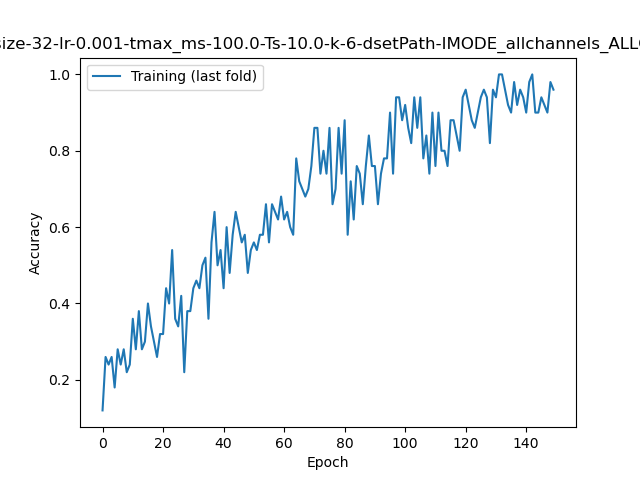 size-32-lr-0.001-tmax_ms-100.0-Ts-10.0-k-6-dsetPath-IMODE_allchannels_ALL
Training (last fold)
1.0
0.8
0.6
0.4
0.2
Accuracy
0 20 40 60 80 100 120 140
Epoch